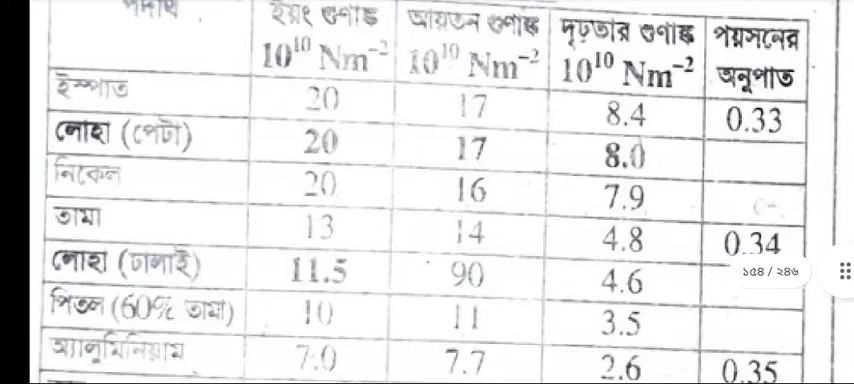 পদার্থ ইয়ং গুণাঙ্ক আয়তন গুণাঙ্ক দৃঢ়তার গুণাঙ্ক পয়সনের
10¹⁰ Nm⁻² 10¹⁰ Nm⁻² 10¹⁰ Nm⁻² অনুপাত
ইস্পাত 20 17 8.4 0.33
লোহা (পেটা) 20 17 8.0
নিকেল 20 16 7.9
তামা 13 14 4.8 0.34
লোহা (ঢালাই) 11.5 90 4.6
১৫৪ / ২৪৬
পিতল (60% তামা) 10 11 3.5
অ্যালুমিনিয়াম 7.0 7.7 2.6 0.35